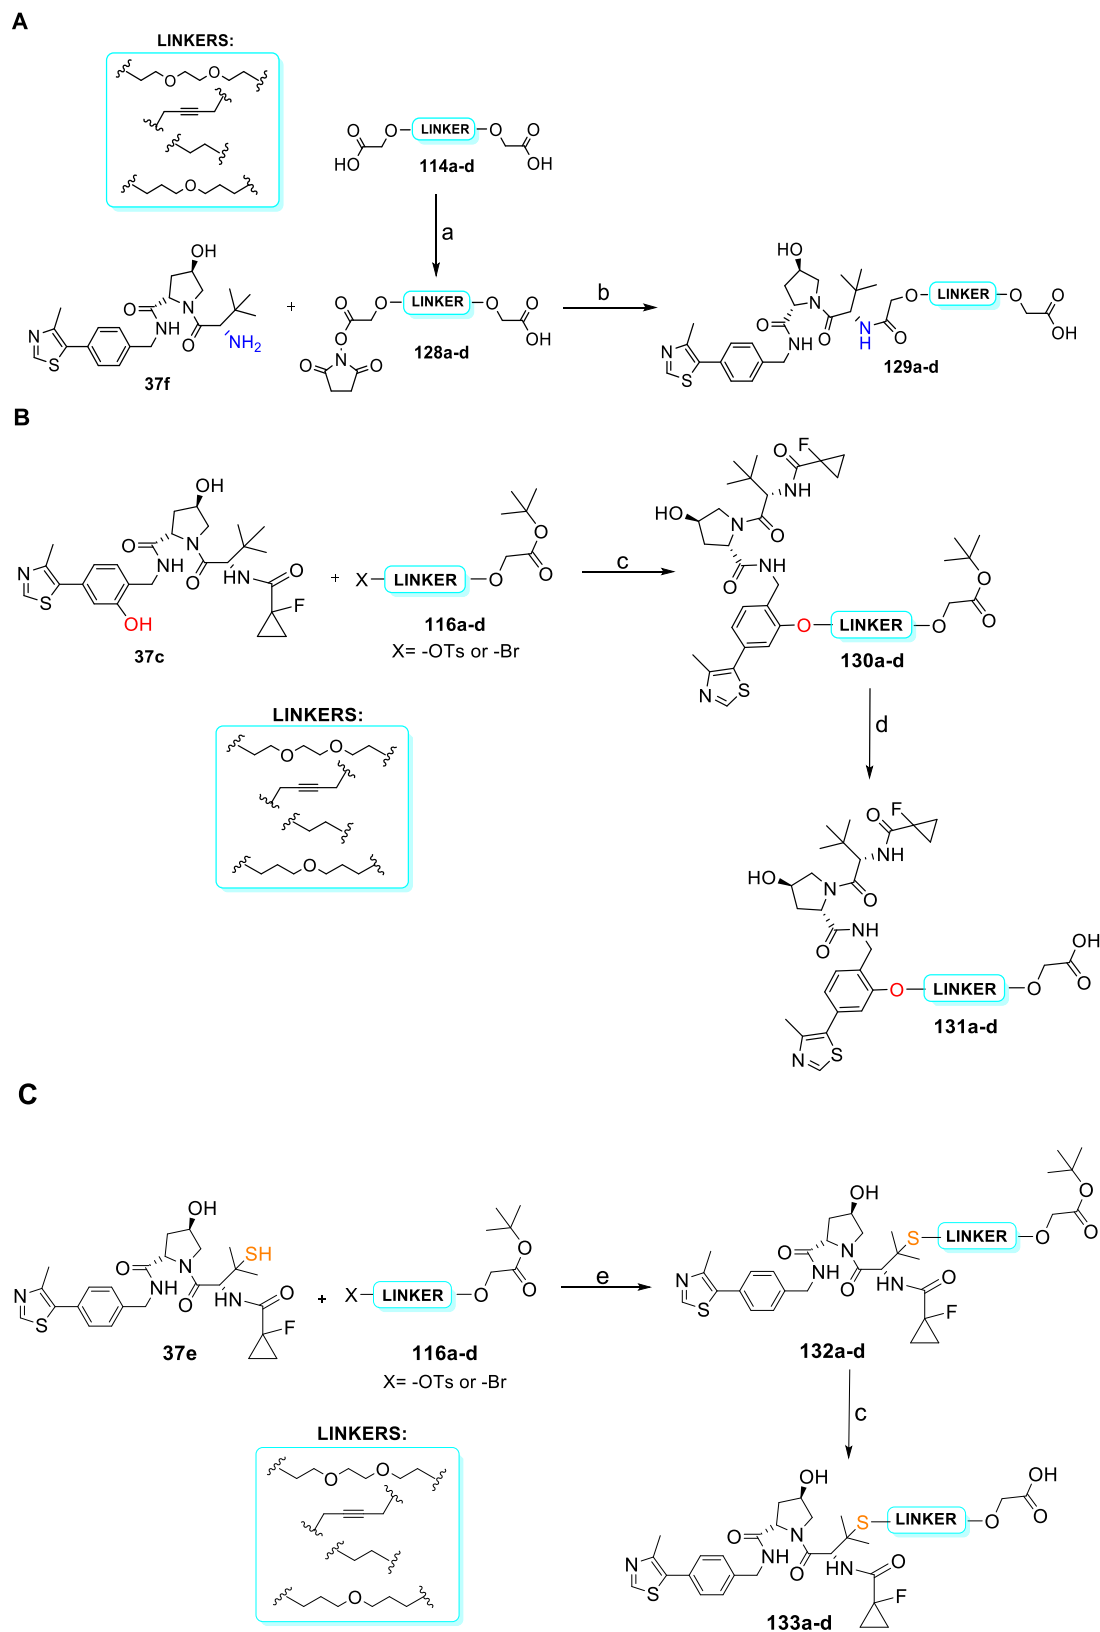 A
LINKERS:
O O
O
O O LINKER O O
HO OH
114a-d
a
OH
O N
NH O
NH2
N
S
37f
+
O O LINKER O O
O OH
N
O O
128a-d
b
HO
N
O O NH O
NH
O LINKER O O
OH
N
S
129a-d
B
OH
O N
NH O HN O
F
N
S
OH
37c
+
X LINKER O O
O
116a-d
X= -OTs or -Br
c
O F
NH
HO N O
O NH
O LINKER O O
O
N S
130a-d
LINKERS:
O O
O
d
O F
NH
HO N O
O NH
O LINKER O OH
O
N S
131a-d
C
OH
SH
O N
NH O HN O
F
N
S
37e
+
X LINKER O O
O
116a-d
X= -OTs or -Br
e
OH
S LINKER O O
O
O N
NH O HN O
F
N
S
132a-d
c
LINKERS:
O O
O
OH
S LINKER O OH
O
O N
NH O HN O
F
N
S
133a-d